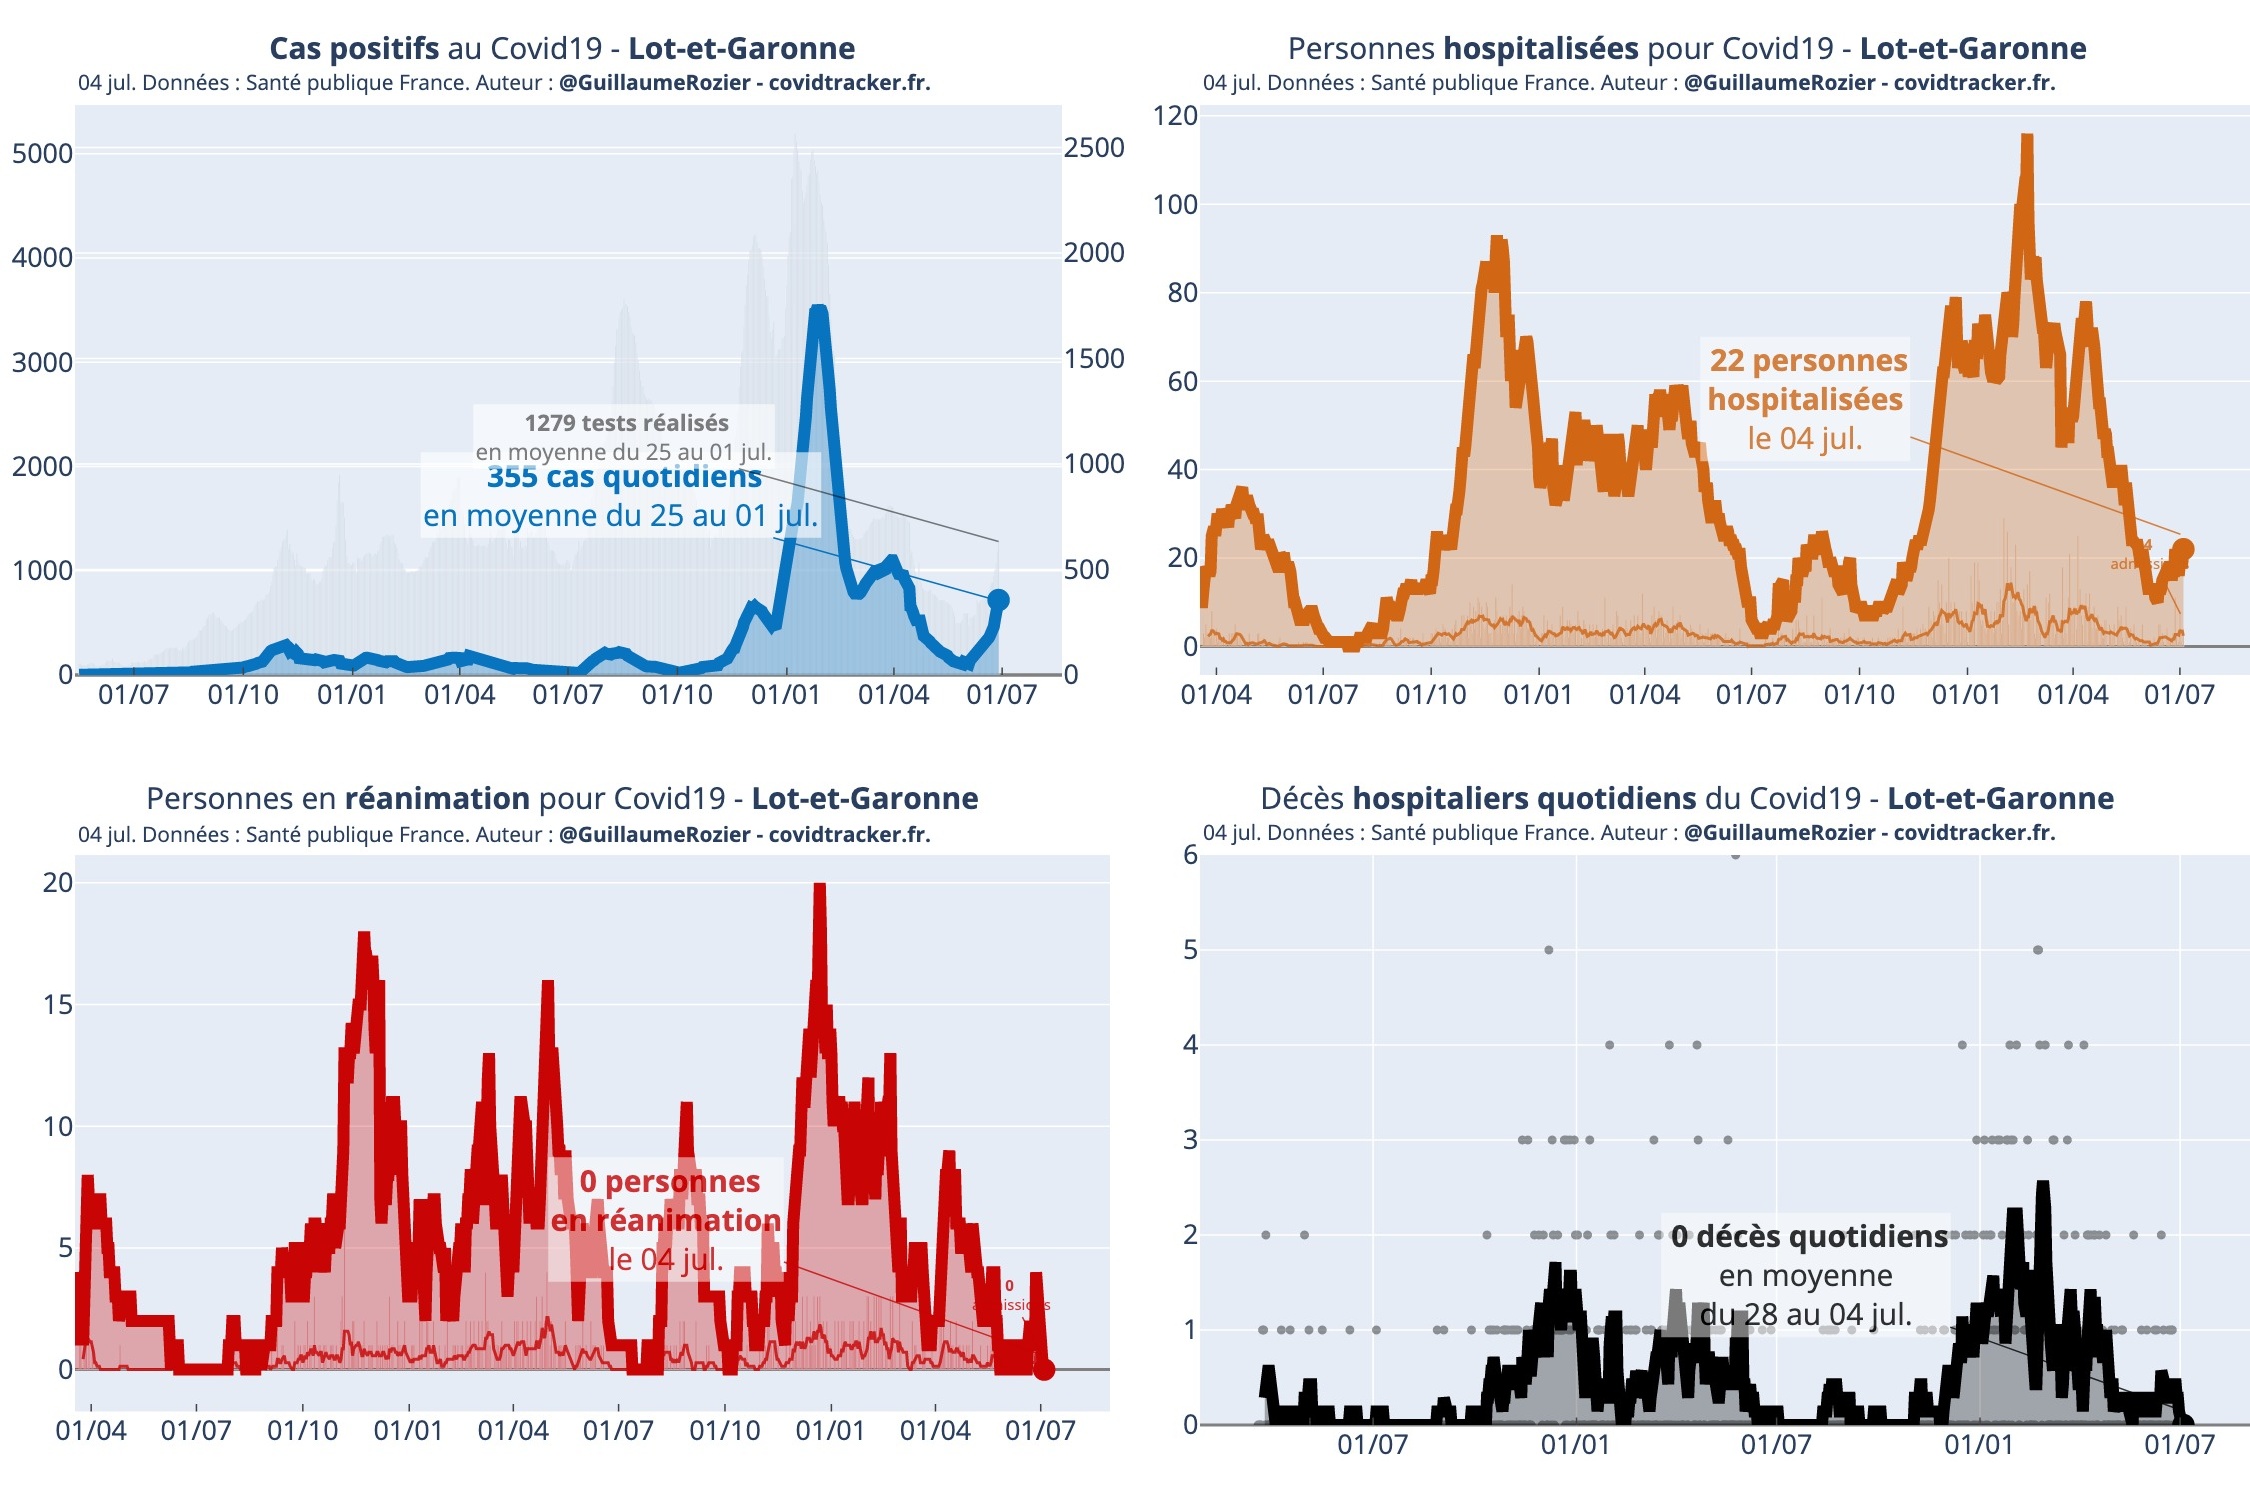 Cas positifs au Covid19 - Lot-et-Garonne
04 jul. Données : Santé publique France. Auteur : @GuillaumeRozier - covidtracker.fr.
5000
4000
3000
2000
1000
0
2500
2000
1500
1000
500
0
1279 tests réalisés
en moyenne du 25 au 01 jul.
355 cas quotidiens
en moyenne du 25 au 01 jul.
01/07 01/10 01/01 01/04 01/07 01/10 01/01 01/04 01/07
Personnes hospitalisées pour Covid19 - Lot-et-Garonne
04 jul. Données : Santé publique France. Auteur : @GuillaumeRozier - covidtracker.fr.
120
100
80
60
40
20
0
22 personnes
hospitalisées
le 04 jul.
4
01/04 01/07 01/10 01/01 01/04 01/07 01/10 01/01 01/04 01/07
Personnes en réanimation pour Covid19 - Lot-et-Garonne
04 jul. Données : Santé publique France. Auteur : @GuillaumeRozier - covidtracker.fr.
20
15
10
5
0
0 personnes
en réanimation
le 04 jul.
0
admissions
01/04 01/07 01/10 01/01 01/04 01/07 01/10 01/01 01/04 01/07
Décès hospitaliers quotidiens du Covid19 - Lot-et-Garonne
04 jul. Données : Santé publique France. Auteur : @GuillaumeRozier - covidtracker.fr.
6
5
4
3
2
1
0
0 décès quotidiens
en moyenne
du 28 au 04 jul.
01/07 01/01 01/07 01/01 01/07